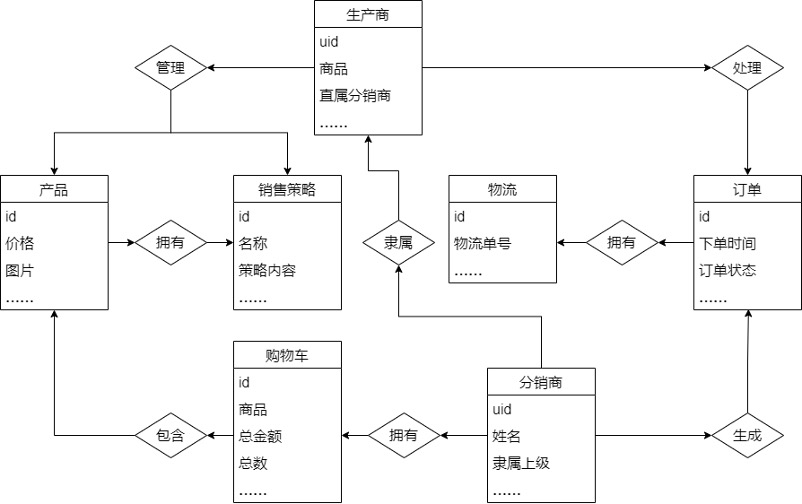 生产商
uid
商品
直属分销商
......
管理
处理
产品
id
价格
图片
......
拥有
销售策略
id
名称
策略内容
......
隶属
物流
id
物流单号
......
拥有
订单
id
下单时间
订单状态
......
购物车
id
商品
总金额
总数
......
包含
拥有
分销商
uid
姓名
隶属上级
......
生成